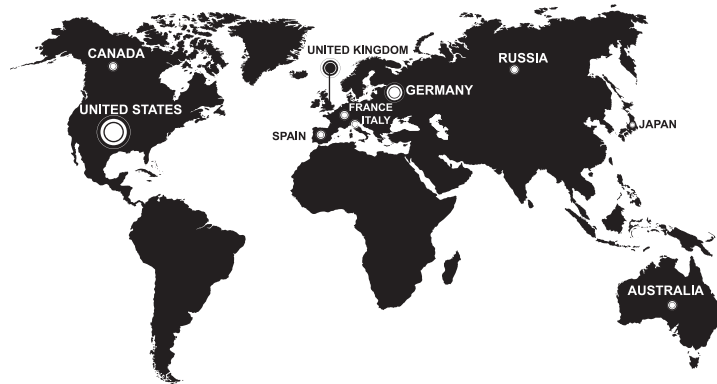 CANADA
UNITED KINGDOM
RUSSIA
UNITED STATES
GERMANY
FRANCE
ITALY
SPAIN
JAPAN
AUSTRALIA